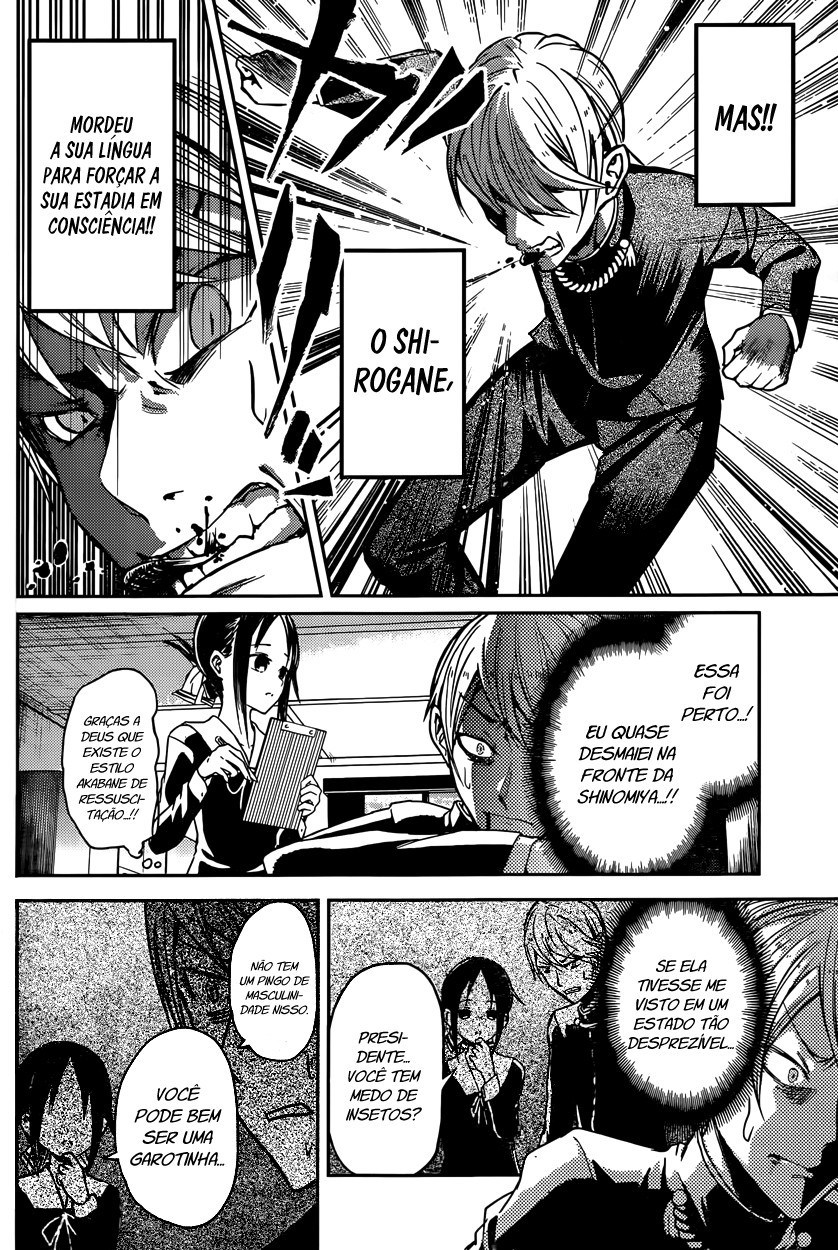 MAS!!
O SHI-
ROGANE,
MORDEU
A SUA LÍNGUA
PARA FORÇAR A
SUA ESTADIA EM
CONSCIÊNCIA!!
ESSA
FOI
PERTO...!
EU QUASE
DESMAIEI NA
FRONTE DA
SHINOMIYA...!!
GRAÇAS A
DEUS QUE
EXISTE O
ESTILO
AKABANE DE
RESSUSCI-
TAÇÃO...!!
SE ELA
TIVESSE ME
VISTO EM UM
ESTADO TÃO
DESPREZÍVEL...
PRESI-
DENTE...
VOCÊ TEM
MEDO DE
INSETOS?
NÃO TEM
UM PINGO DE
MASCULINI-
DADE NISSO.
VOCÊ
PODE BEM
SER UMA
GAROTINHA...